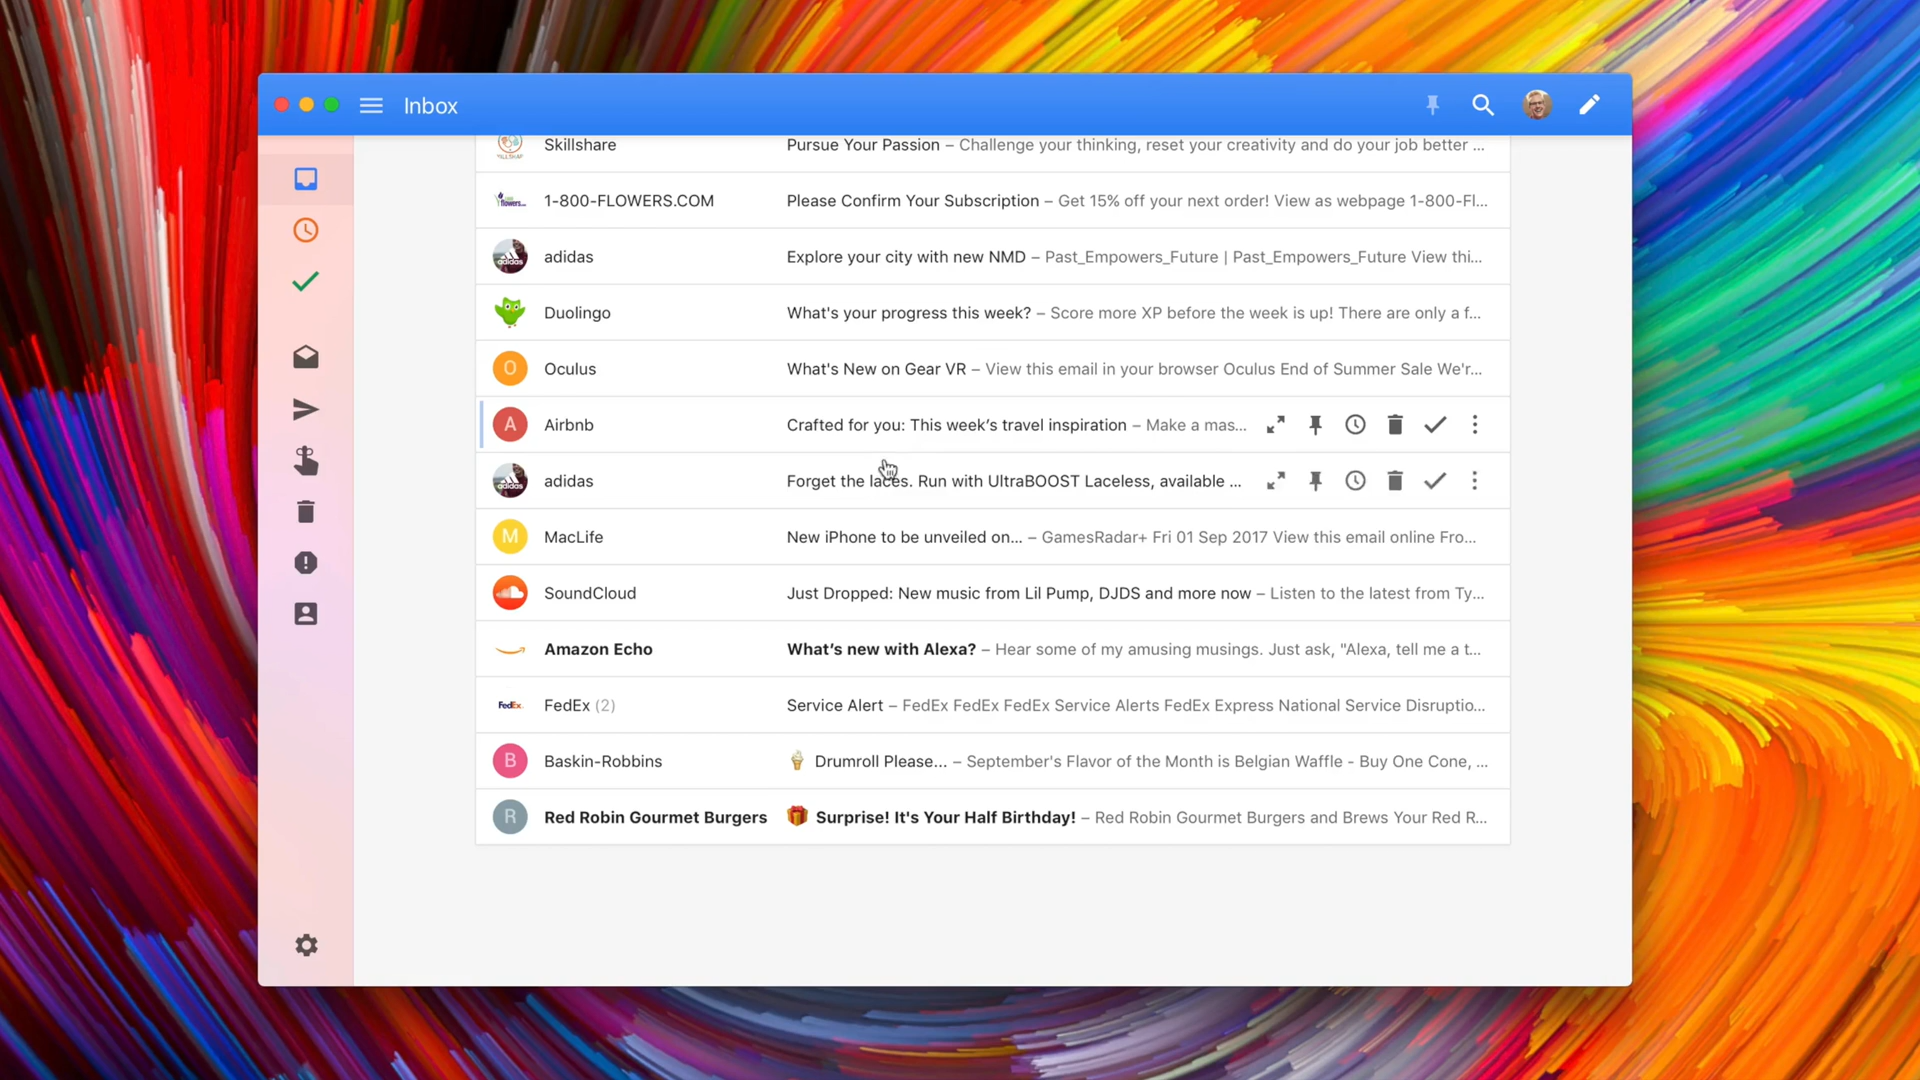 Inbox
Skillshare Pursue Your Passion – Challenge your thinking, reset your creativity and do your job better ...
1-800-FLOWERS.COM Please Confirm Your Subscription – Get 15% off your next order! View as webpage 1-800-Fl...
adidas adidas Explore your city with new NMD – Past_Empowers_Future | Past_Empowers_Future View thi...
Duolingo What's your progress this week? – Score more XP before the week is up! There are only a f...
O Oculus What's New on Gear VR – View this email in your browser Oculus End of Summer Sale We'r...
A Airbnb Crafted for you: This week’s travel inspiration – Make a mas...
adidas adidas Forget the laces. Run with UltraBOOST Laceless, available ...
M MacLife New iPhone to be unveiled on... – GamesRadar+ Fri 01 Sep 2017 View this email online Fro...
SoundCloud Just Dropped: New music from Lil Pump, DJDS and more now – Listen to the latest from Ty...
Amazon Echo What’s new with Alexa? – Hear some of my amusing musings. Just ask, "Alexa, tell me a t...
FedEx FedEx (2) Service Alert – FedEx FedEx FedEx Service Alerts FedEx Express National Service Disruptio...
B Baskin-Robbins 🍦 Drumroll Please... – September's Flavor of the Month is Belgian Waffle - Buy One Cone, ...
R Red Robin Gourmet Burgers 🎁 Surprise! It's Your Half Birthday! – Red Robin Gourmet Burgers and Brews Your Red R...